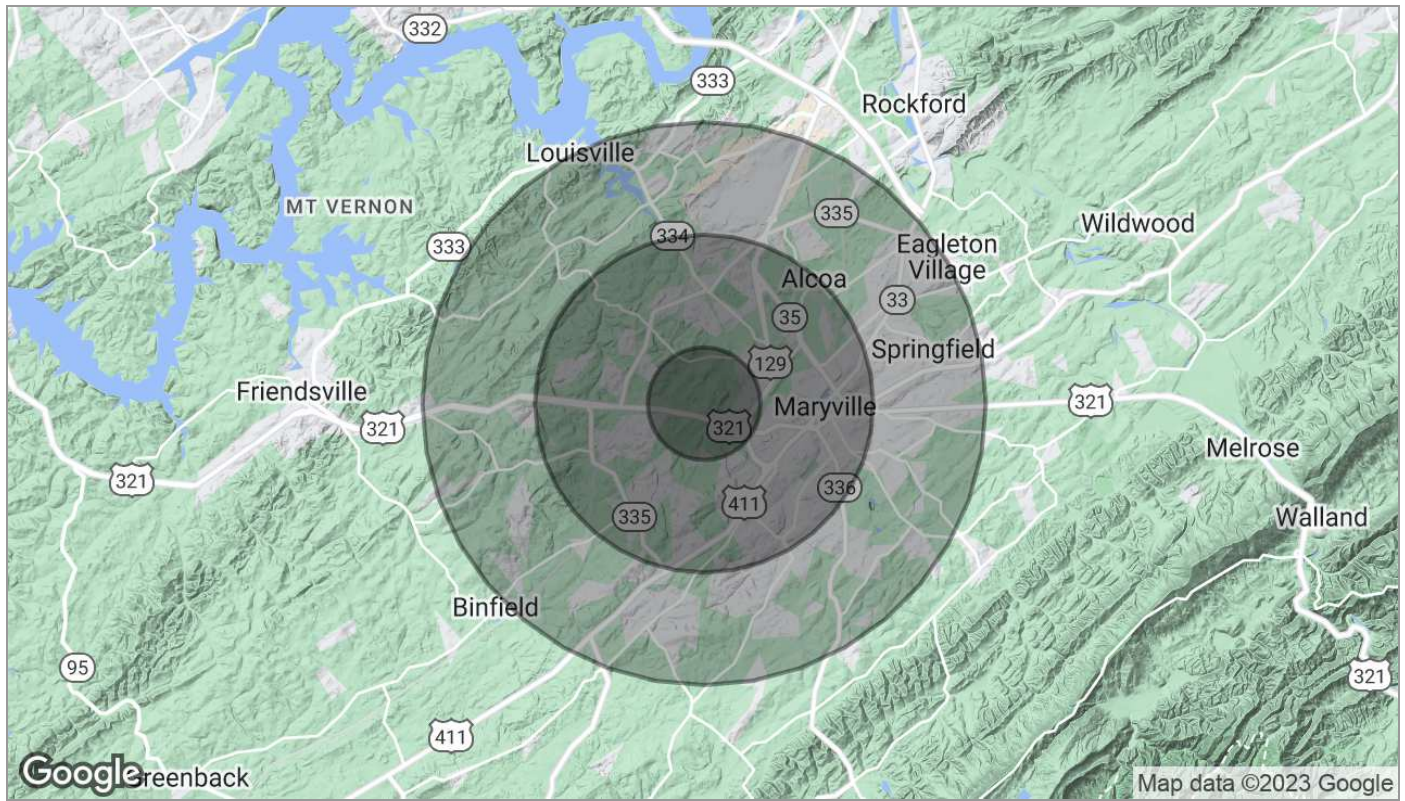 332
333
Rockford
Louisville
MT VERNON
335
Wildwood
334
333
Eagleton
Village
Alcoa
33
35
Springfield
129
Friendsville
321
Maryville
321
321
321
Melrose
336
411
335
Walland
Binfield
95
321
411
Google
Greenback
Map data ©2023 Google